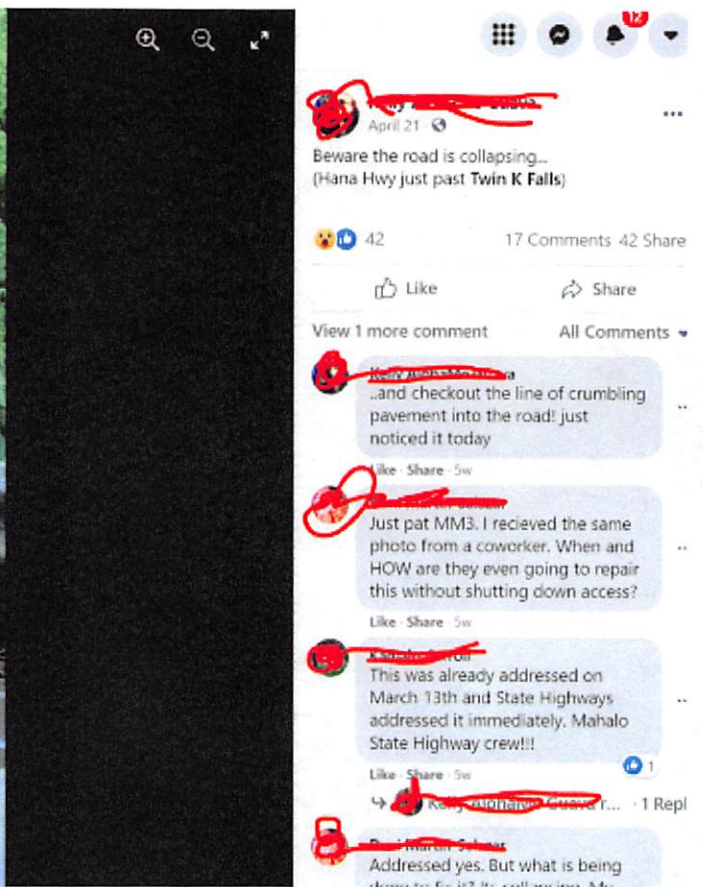 12
April 21
Beware the road is collapsing...
(Hana Hwy just past Twin K Falls)
42
17 Comments 42 Share
Like
Share
View 1 more comment
All Comments
..and checkout the line of crumbling
pavement into the road! just
noticed it today
Like · Share · 5w
Just pat MM3. I recieved the same
photo from a coworker. When and
HOW are they even going to repair
this without shutting down access?
Like · Share · 5w
This was already addressed on
March 13th and State Highways
addressed it immediately. Mahalo
State Highway crew!!!
1
Like · Share · 5w
r... · 1 Repl
Addressed yes. But what is being